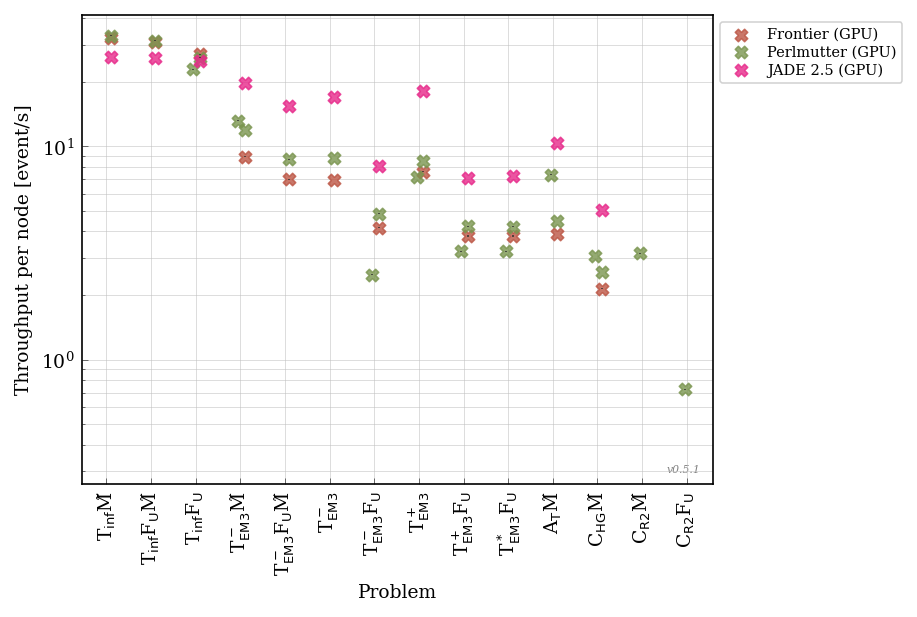 Throughput per node [event/s]
10¹
10⁰
Frontier (GPU)
Perlmutter (GPU)
JADE 2.5 (GPU)
v0.5.1
T_inf M
T_inf F_U M
T_inf F_U
T⁻_EM3 M
T⁻_EM3 F_U M
T⁻_EM3
T⁻_EM3 F_U
T⁺_EM3
T⁺_EM3 F_U
T*_EM3 F_U
A_T M
C_HG M
C_R2 M
C_R2 F_U
Problem